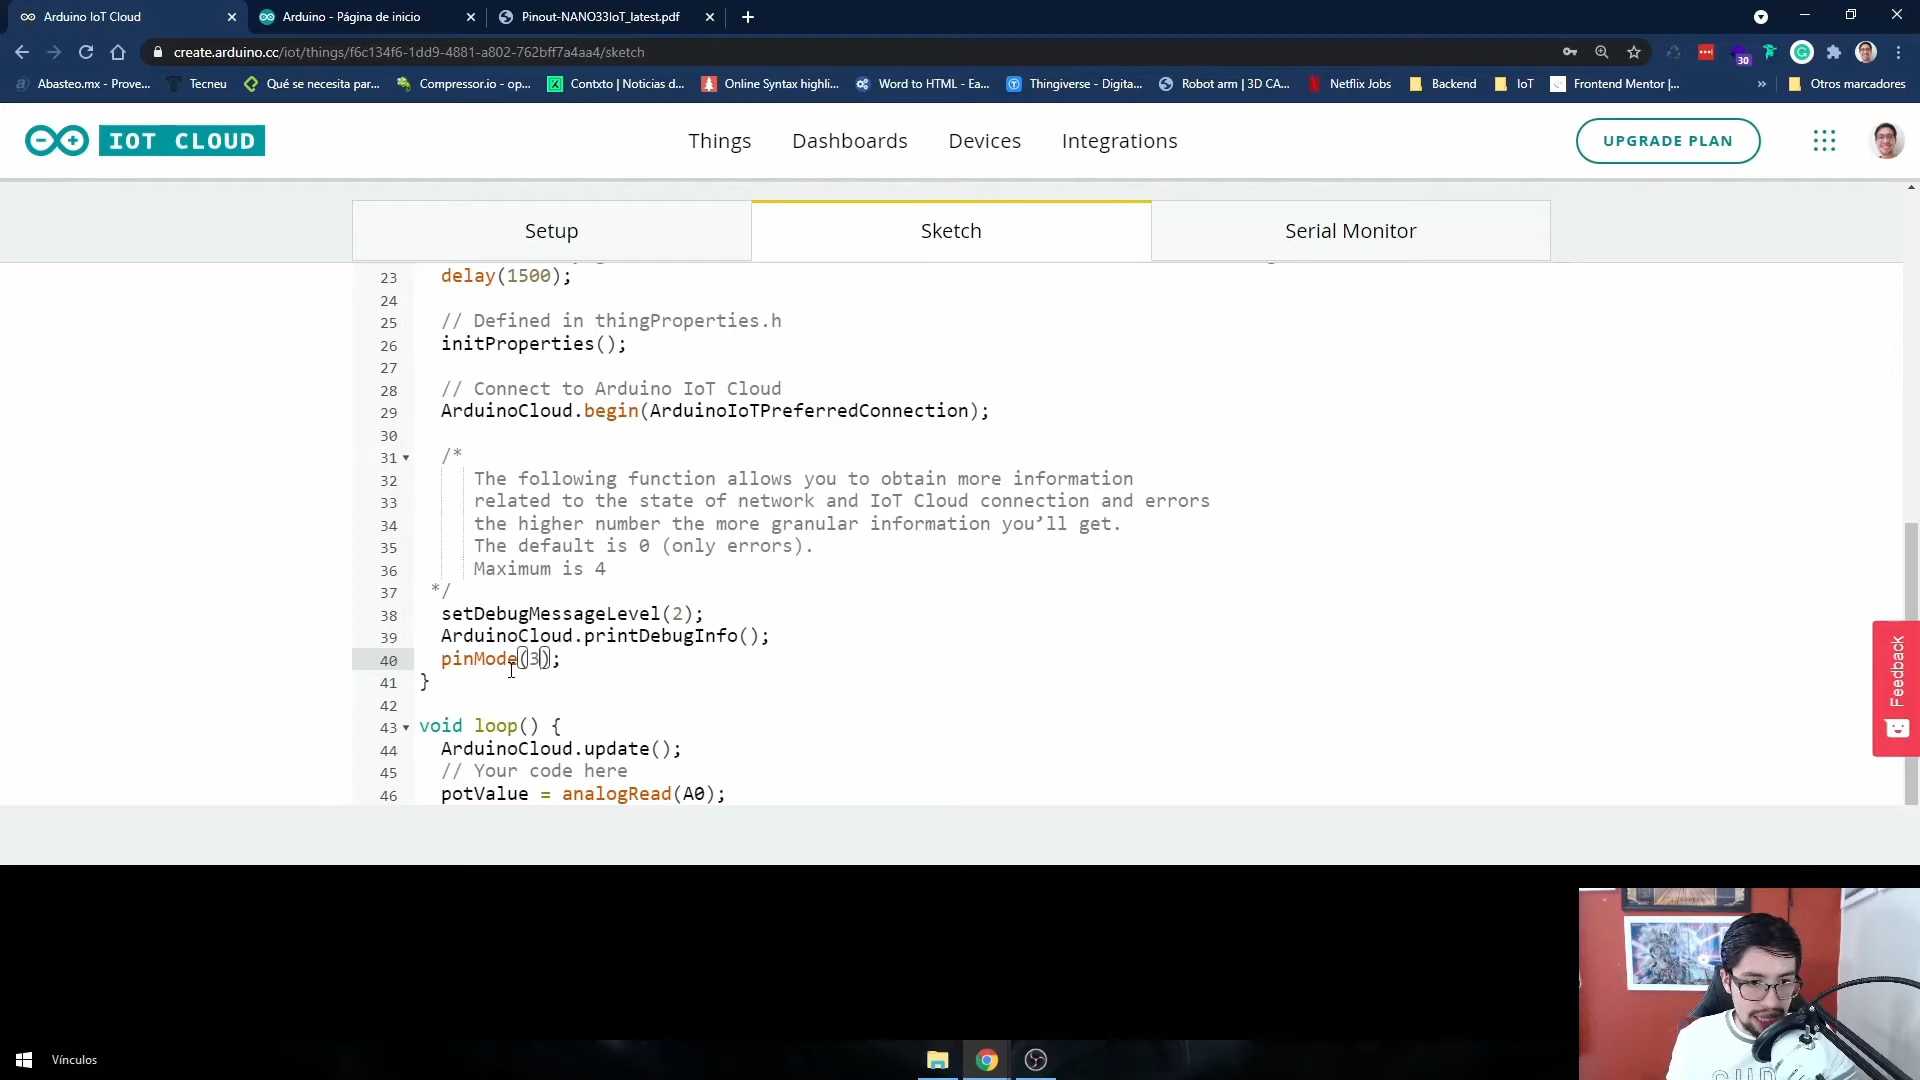 Arduino IoT Cloud
Arduino - Página de inicio
Pinout-NANO33IoT_latest.pdf
create.arduino.cc/iot/things/f6c134f6-1dd9-4881-a802-762bff7a4aa4/sketch
30
Abasteo.mx - Prove...
Tecneu
Qué se necesita par...
Compressor.io - op...
Contxto | Noticias d...
Online Syntax highli...
Word to HTML - Ea...
Thingiverse - Digita...
Robot arm | 3D CA...
Netflix Jobs
Backend
IoT
Frontend Mentor |...
»
Otros marcadores
IOT CLOUD
Things
Dashboards
Devices
Integrations
UPGRADE PLAN
Setup
Sketch
Serial Monitor
23 delay(1500);
24
25 // Defined in thingProperties.h
26 initProperties();
27
28 // Connect to Arduino IoT Cloud
29 ArduinoCloud.begin(ArduinoIoTPreferredConnection);
30
31 /*
32 The following function allows you to obtain more information
33 related to the state of network and IoT Cloud connection and errors
34 the higher number the more granular information you’ll get.
35 The default is 0 (only errors).
36 Maximum is 4
37 */
38 setDebugMessageLevel(2);
39 ArduinoCloud.printDebugInfo();
40 pinMode(3);
41 }
42
43 void loop() {
44 ArduinoCloud.update();
45 // Your code here
46 potValue = analogRead(A0);
Feedback
Vínculos